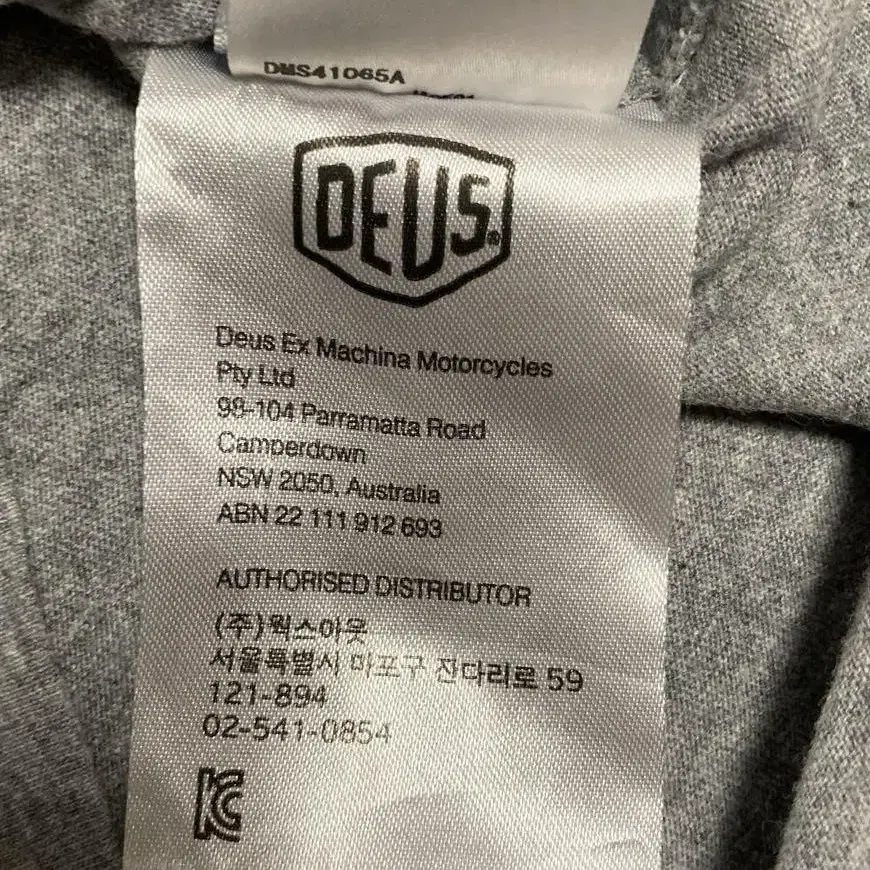 DMS41065A
DEUS.®
Deus Ex Machina Motorcycles
Pty Ltd
98-104 Parramatta Road
Camperdown
NSW 2050, Australia
ABN 22 111 912 693
AUTHORISED DISTRIBUTOR
(주)웍스아웃
서울특별시 마포구 잔다리로 59
121-894
02-541-0854
KC